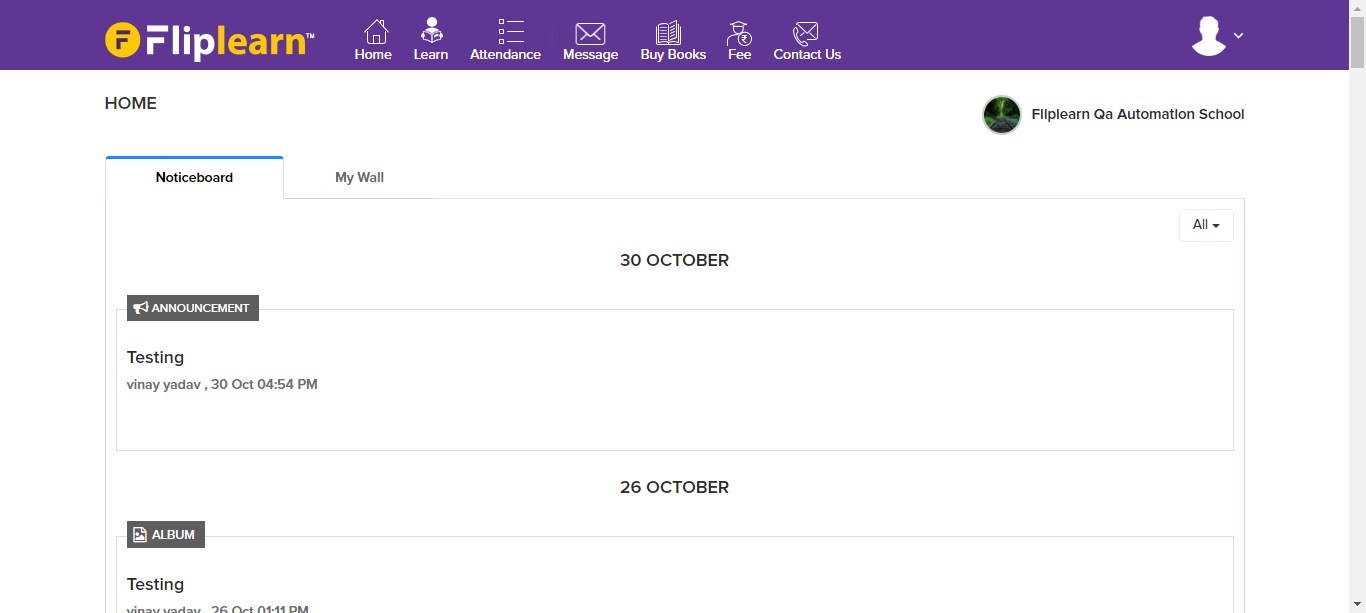 Fliplearn™
Home Learn Attendance Message Buy Books Fee Contact Us
HOME
Fliplearn Qa Automation School
Noticeboard My Wall
All
30 OCTOBER
ANNOUNCEMENT
Testing
vinay yadav , 30 Oct 04:54 PM
26 OCTOBER
ALBUM
Testing
vinay yadav , 26 Oct 01:11 PM